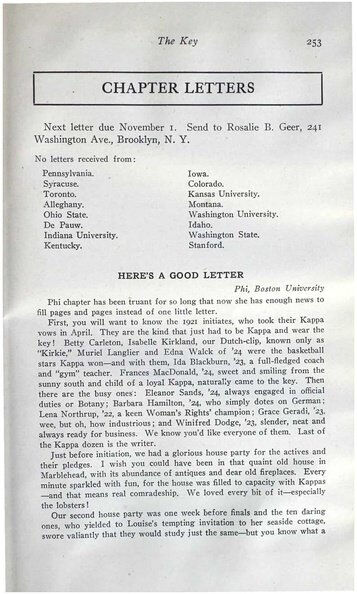 The Key
253
CHAPTER LETTERS
Next letter due November 1. Send to Rosalie B. Geer, 241
Washington Ave., Brooklyn, N. Y.
No letters received from:
Pennsylvania.
Syracuse.
Toronto.
Alleghany.
Ohio State.
De Pauw.
Indiana University.
Kentucky.
Iowa.
Colorado.
Kansas University.
Montana.
Washington University.
Idaho.
Washington State.
Stanford.
HERE'S A GOOD LETTER
Phi, Boston University
Phi chapter has been truant for so long that now she has enough news to
fill pages and pages instead of one little letter.
First, you will want to know the 1921 initiates, who took their Kappa
vows in April. They are the kind that just had to be Kappa and wear the
key! Betty Carleton, Isabelle Kirkland, our Dutch-clip, known only as
"Kirkie," Muriel Langlier and Edna Walck of '24 were the basketball
stars Kappa won—and with them, Ida Blackburn, '23, a full-fledged coach
and "gym" teacher. Frances MacDonald, '24, sweet and smiling from the
sunny south and child of a loyal Kappa, naturally came to the key. Then
there are the busy ones: Eleanor Sands, '24, always engaged in official
duties or Botany; Barbara Hamilton, '24, who simply dotes on German;
Lena Northrup, '22, a keen Woman's Rights' champion; Grace Geradi, '23,
wee, but oh, how industrious; and Winifred Dodge, '23, slender, neat and
always ready for business. We know you'd like everyone of them. Last of
the Kappa dozen is the writer.
Just before initiation, we had a glorious house party for the actives and
their pledges. I wish you could have been in that quaint old house in
Marblehead, with its abundance of antiques and dear old fireplaces. Every
minute sparkled with fun, for the house was filled to capacity with Kappas
—and that means real comradeship. We loved every bit of it—especially
the lobsters!
Our second house party was one week before finals and the ten daring
ones, who yielded to Louise's tempting invitation to her seaside cottage,
swore valiantly that they would study just the same—but you know what a